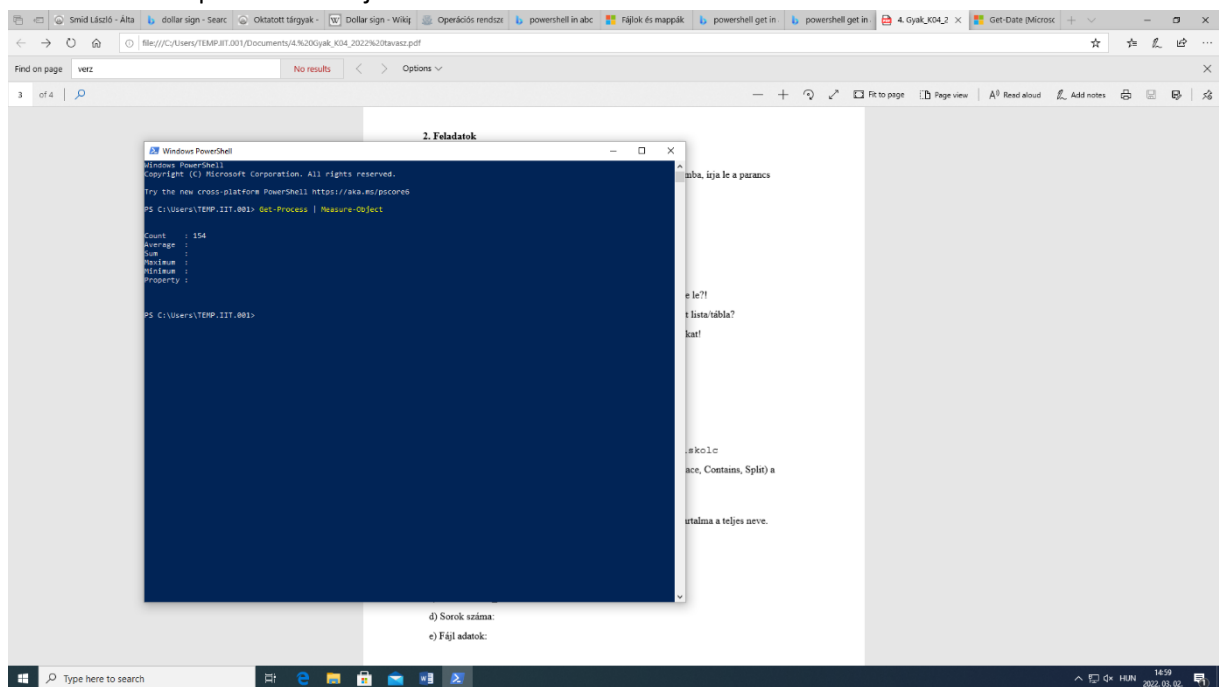 Smid László - Álta
dollar sign - Searc
Oktatott tárgyak -
Dollar sign - Wikip
Operációs rendsze
powershell in abc
Fájlok és mappák
powershell get in
powershell get in
4. Gyak_K04_2
Get-Date (Microsc
file:///C:/Users/TEMP.IIT.001/Documents/4.%20Gyak_K04_2022%20tavasz.pdf
Find on page verz No results Options
3 of 4 Fit to page Page view Read aloud Add notes
2. Feladatok
Windows PowerShell
Windows PowerShell
Copyright (C) Microsoft Corporation. All rights reserved.
mba, írja le a parancs
Try the new cross-platform PowerShell https://aka.ms/pscore6
PS C:\Users\TEMP.IIT.001> Get-Process | Measure-Object
Count : 154
Average :
Sum :
Maximum :
Minimum :
Property :
e le?!
PS C:\Users\TEMP.IIT.001>
t lista/tábla?
kat!
.skolc
ace, Contains, Split) a
artalma a teljes neve.
d) Sorok száma:
e) Fájl adatok:
Type here to search
HUN
14:59
2022. 03. 02.